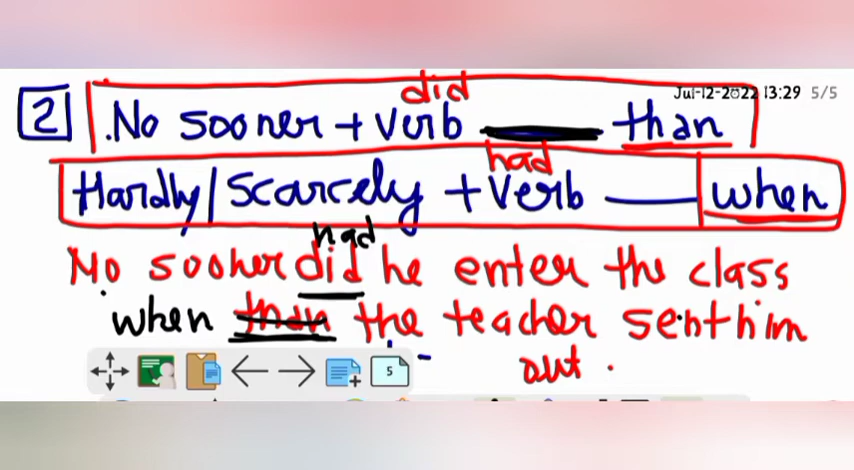 did
Jul-12-2022 13:29 5/5
2 .No sooner + verb than
had
Hardly/Scarcely + verb when
had
No sooner did he enter the class
when than the teacher sent him
out.
5